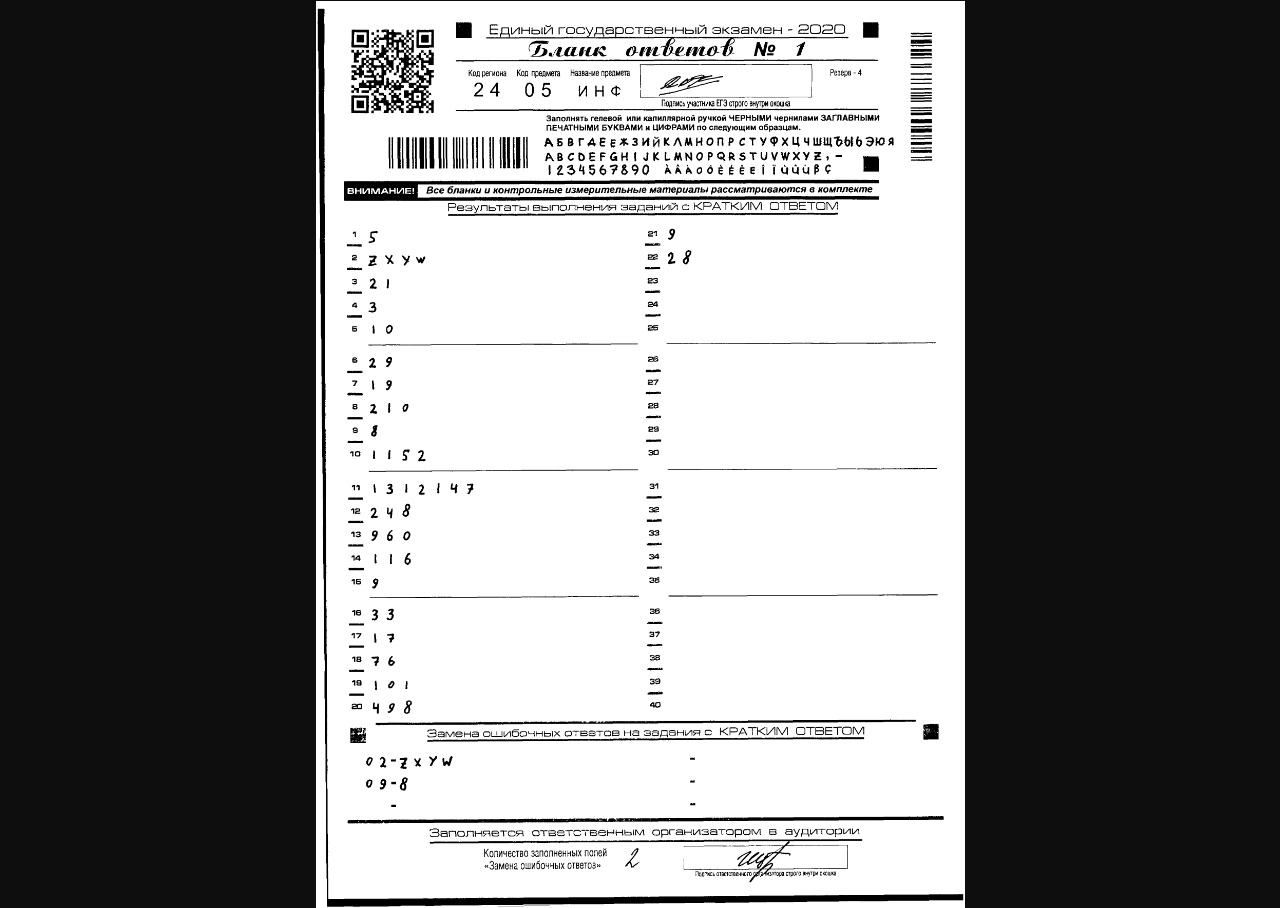 Единый государственный экзамен - 2020
Бланк ответов № 1
Код региона Код предмета Название предмета Резерв - 4
24 05 ИНФ
Подпись участника ЕГЭ строго внутри окошка
Заполнять гелевой или капиллярной ручкой ЧЕРНЫМИ чернилами ЗАГЛАВНЫМИ
ПЕЧАТНЫМИ БУКВАМИ и ЦИФРАМИ по следующим образцам.
АБВГДЕЁЖЗИЙКЛМНОПРСТУФХЦЧШЩЪЫЬЭЮЯ
ABCDEFGHIJKLMNOPQRSTUVWXYZ,-
1234567890
ВНИМАНИЕ! Все бланки и контрольные измерительные материалы рассматриваются в комплекте
Результаты выполнения заданий с КРАТКИМ ОТВЕТОМ
1 5
2 ZXYW
3 21
4 3
5 10
6 29
7 19
8 210
9 8
10 1152
11 1312147
12 248
13 960
14 116
15 9
16 33
17 17
18 76
19 101
20 498
21 9
22 28
23
24
25
26
27
28
29
30
31
32
33
34
35
36
37
38
39
40
Замена ошибочных ответов на задания с КРАТКИМ ОТВЕТОМ
02-ZXYW -
09-8 -
- -
Заполняется ответственным организатором в аудитории
Количество заполненных полей
«Замена ошибочных ответов» 2
Подпись ответственного организатора строго внутри окошка